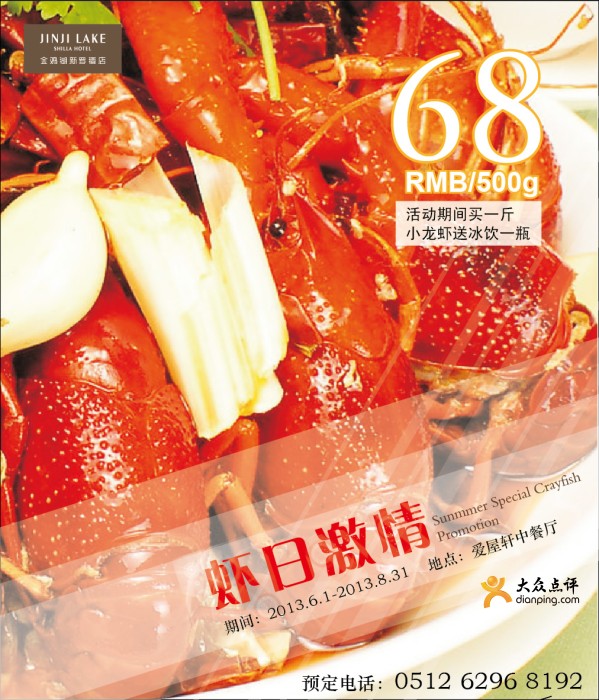 JINJI LAKE
SHILLA HOTEL
金鸡湖新罗酒店
68
RMB/500g
活动期间买一斤
小龙虾送冰饮一瓶
虾日激情
Sunmmer Special Crayfish
Promotion
期间：2013.6.1-2013.8.31
地点：爱屋轩中餐厅
大众点评
dianping.com
预定电话：0512 6296 8192